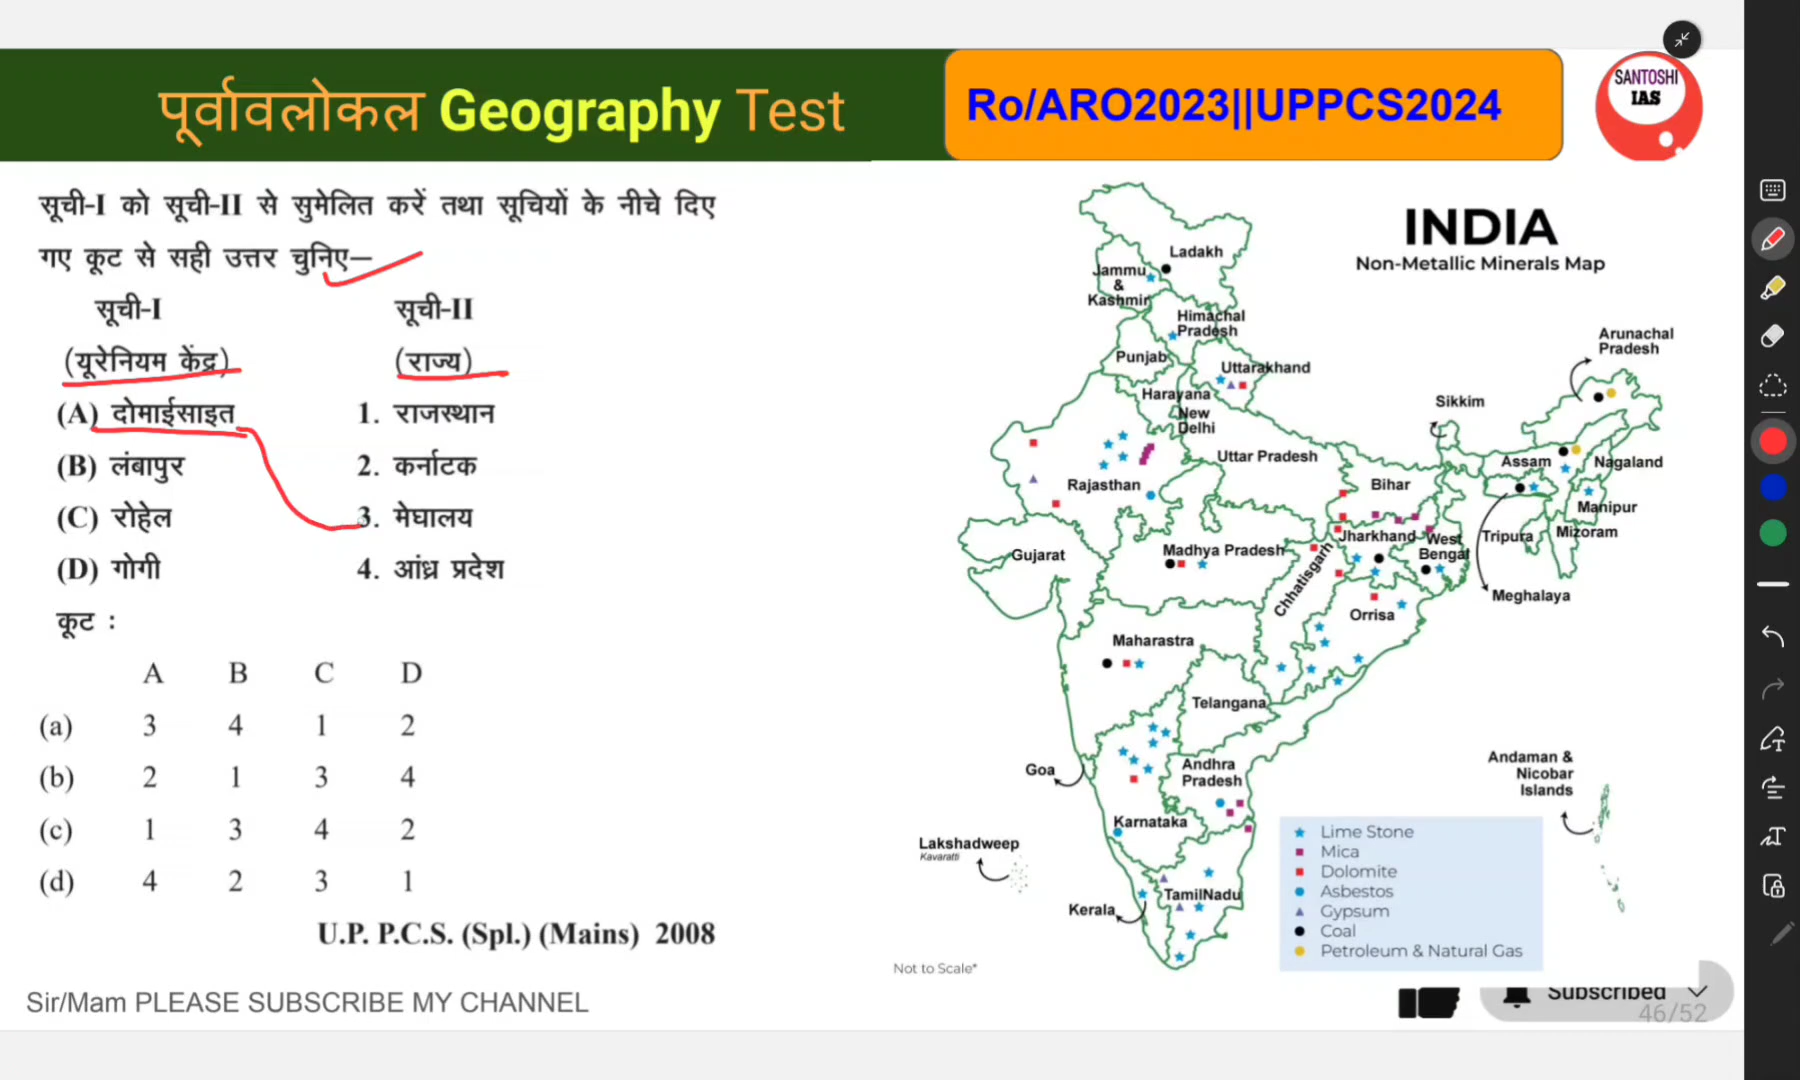 पूर्वावलोकल Geography Test
Ro/ARO2023||UPPCS2024
SANTOSHI
IAS
सूची-I को सूची-II से सुमेलित करें तथा सूचियों के नीचे दिए
गए कूट से सही उत्तर चुनिए–
सूची-I सूची-II
(यूरेनियम केंद्र) (राज्य)
(A) दोमाईसाइत 1. राजस्थान
(B) लंबापुर 2. कर्नाटक
(C) रोहेल 3. मेघालय
(D) गोगी 4. आंध्र प्रदेश
कूट :
A B C D
(a) 3 4 1 2
(b) 2 1 3 4
(c) 1 3 4 2
(d) 4 2 3 1
U.P. P.C.S. (Spl.) (Mains) 2008
INDIA
Non-Metallic Minerals Map
Ladakh
Jammu
&
Kashmir
Himachal
Pradesh
Punjab
Uttarakhand
Harayana
New
Delhi
Arunachal
Pradesh
Sikkim
Uttar Pradesh
Assam
Nagaland
Rajasthan
Bihar
Manipur
Mizoram
Tripura
Jharkhand
West
Bengal
Gujarat
Madhya Pradesh
Chhatisgarh
Meghalaya
Orrisa
Maharastra
Telangana
Goa
Andhra
Pradesh
Andaman &
Nicobar
Islands
Karnataka
Lakshadweep
Kavaratti
TamilNadu
Kerala
Lime Stone
Mica
Dolomite
Asbestos
Gypsum
Coal
Petroleum & Natural Gas
Not to Scale*
Sir/Mam PLEASE SUBSCRIBE MY CHANNEL
Subscribed
46/52